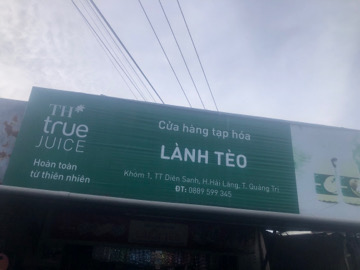 TH
true
JUICE
Hoàn toàn
từ thiên nhiên
Cửa hàng tạp hóa
LÀNH TÈO
Khóm 1, TT Diên Sanh, H.Hải Lăng, T. Quảng Trị
ĐT: 0889 599 345